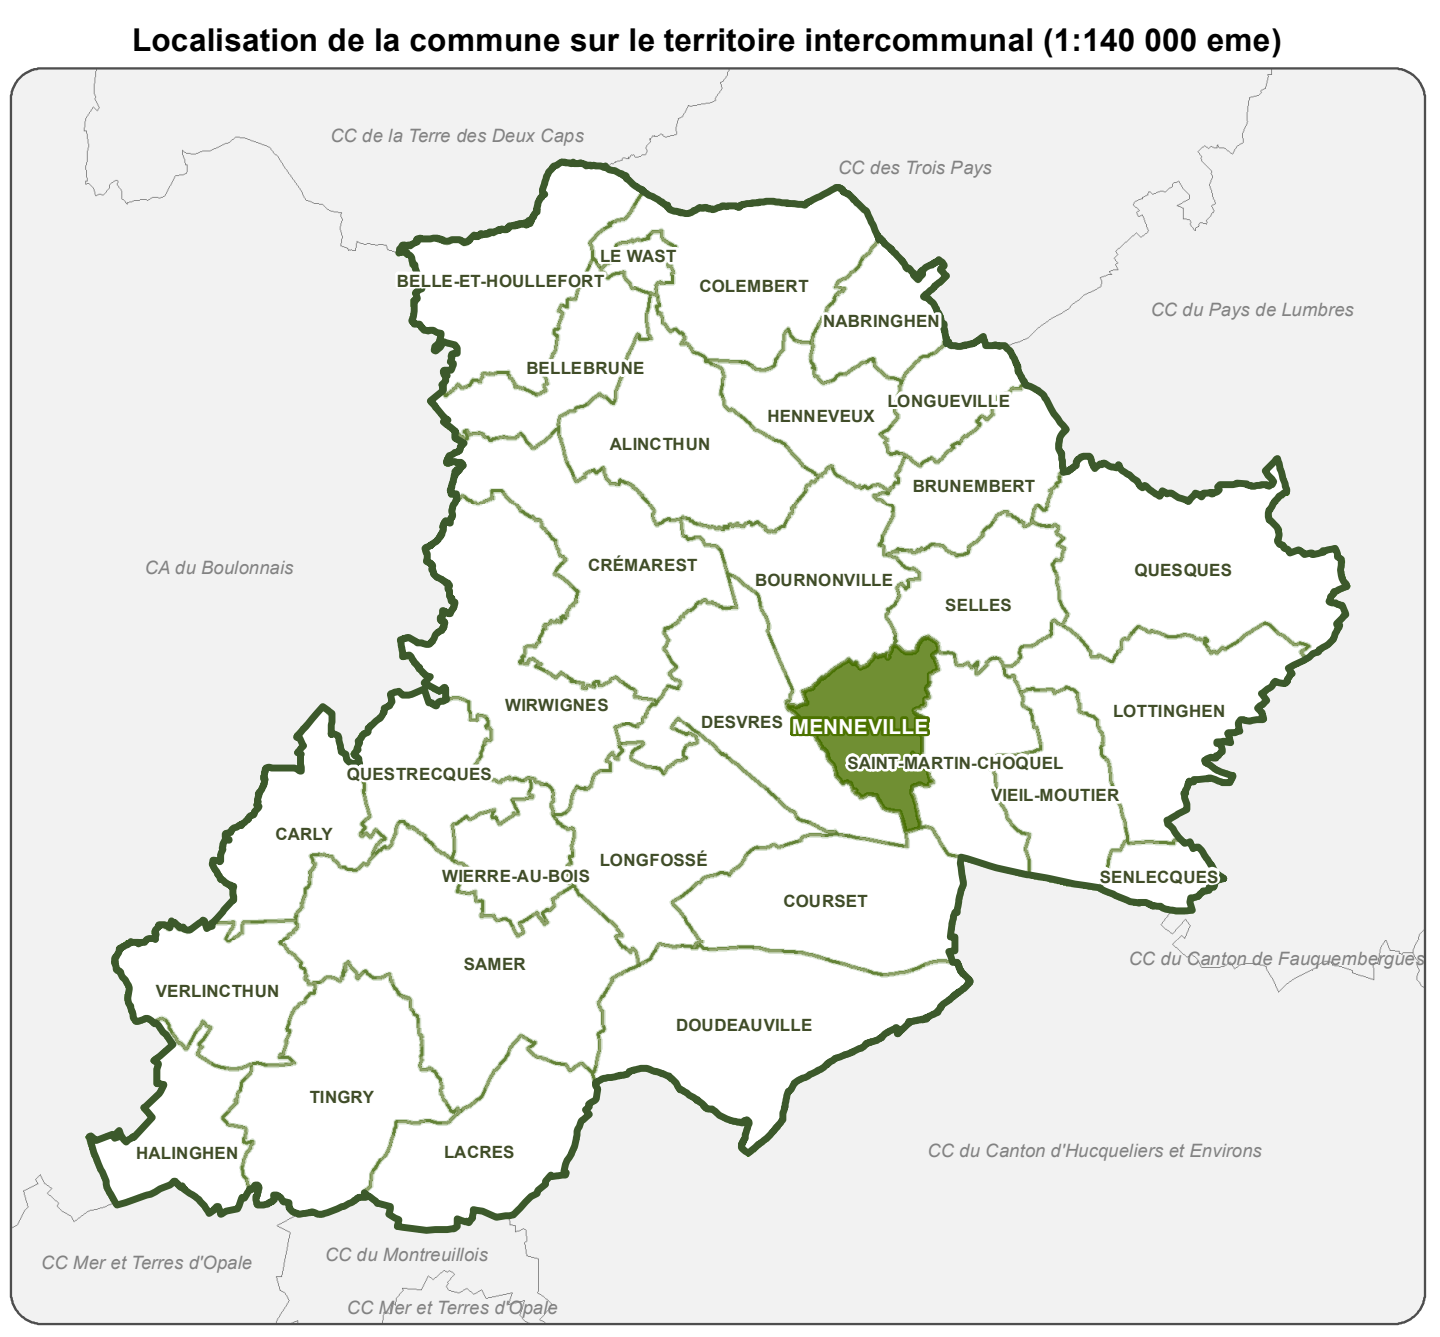 Localisation de la commune sur le territoire intercommunal (1:140 000 eme)
CC de la Terre des Deux Caps
CC des Trois Pays
LE WAST
BELLE-ET-HOULLEFORT
COLEMBERT
CC du Pays de Lumbres
NABRINGHEN
BELLEBRUNE
LONGUEVILLE
HENNEVEUX
ALINCTHUN
BRUNEMBERT
CA du Boulonnais
CRÉMAREST
QUESQUES
BOURNONVILLE
SELLES
WIRWIGNES
LOTTINGHEN
DESVRES
MENNEVILLE
SAINT-MARTIN-CHOQUEL
QUESTRECQUES
VIEIL-MOUTIER
CARLY
LONGFOSSÉ
WIERRE-AU-BOIS
SENLECQUES
COURSET
CC du Canton de Fauquembergues
SAMER
VERLINCTHUN
DOUDEAUVILLE
TINGRY
HALINGHEN
LACRES
CC du Canton d'Hucqueliers et Environs
CC Mer et Terres d'Opale
CC du Montreuillois
CC Mer et Terres d'Opale